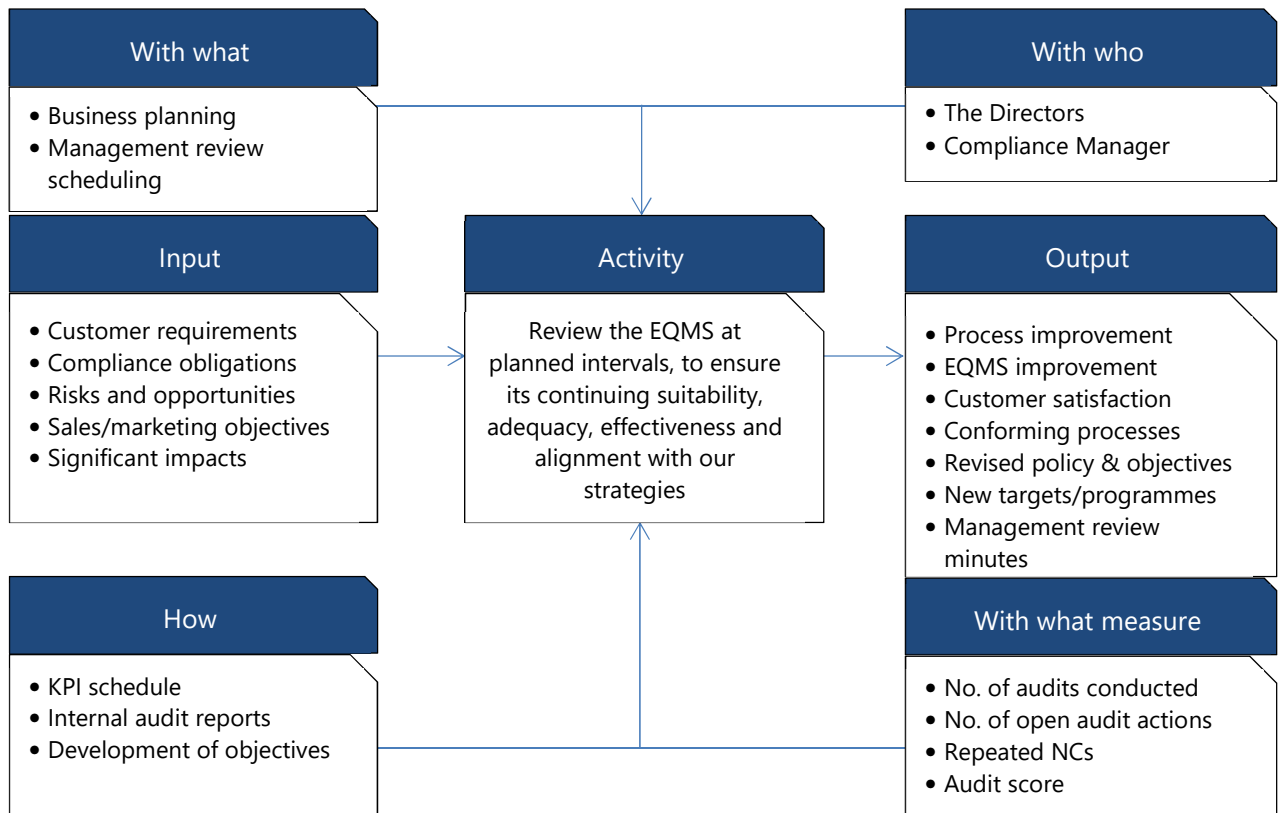 With what
• Business planning
• Management review
scheduling
With who
• The Directors
• Compliance Manager
Input
• Customer requirements
• Compliance obligations
• Risks and opportunities
• Sales/marketing objectives
• Significant impacts
Activity
Review the EQMS at
planned intervals, to ensure
its continuing suitability,
adequacy, effectiveness and
alignment with our
strategies
Output
• Process improvement
• EQMS improvement
• Customer satisfaction
• Conforming processes
• Revised policy & objectives
• New targets/programmes
• Management review
minutes
How
• KPI schedule
• Internal audit reports
• Development of objectives
With what measure
• No. of audits conducted
• No. of open audit actions
• Repeated NCs
• Audit score